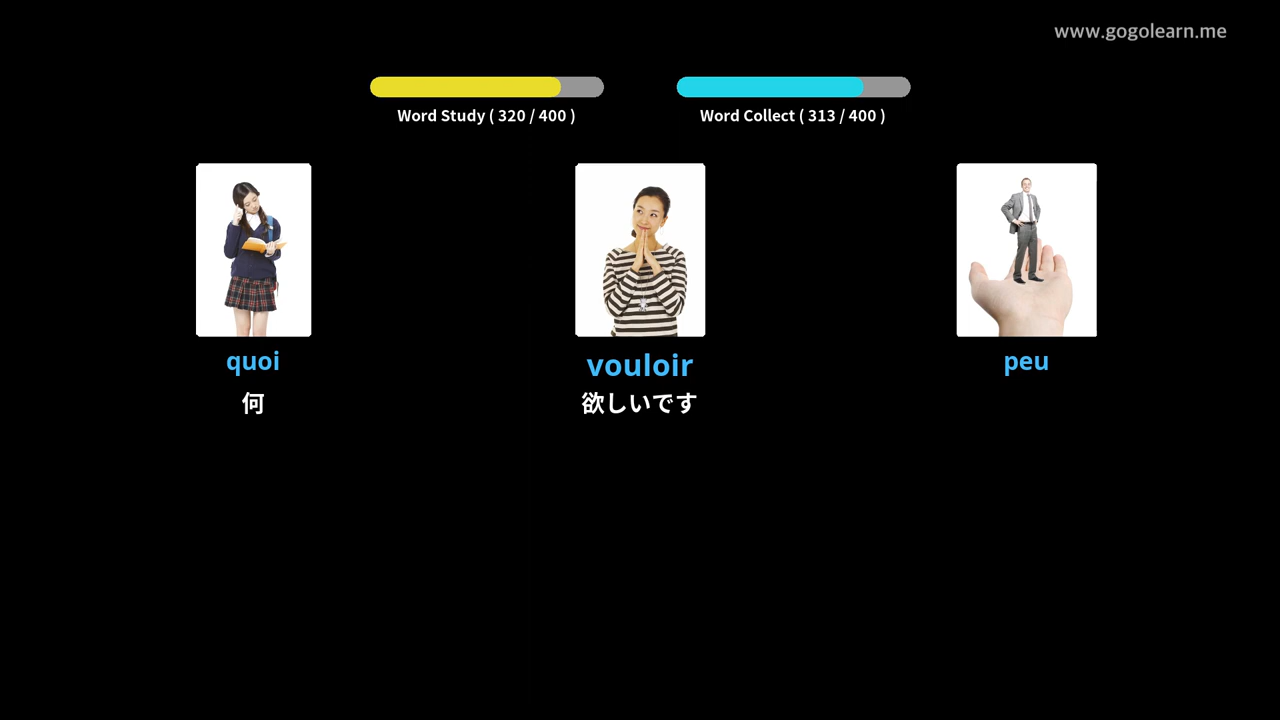 www.gogolearn.me
Word Study ( 320 / 400 )
Word Collect ( 313 / 400 )
quoi
vouloir
peu
何
欲しいです